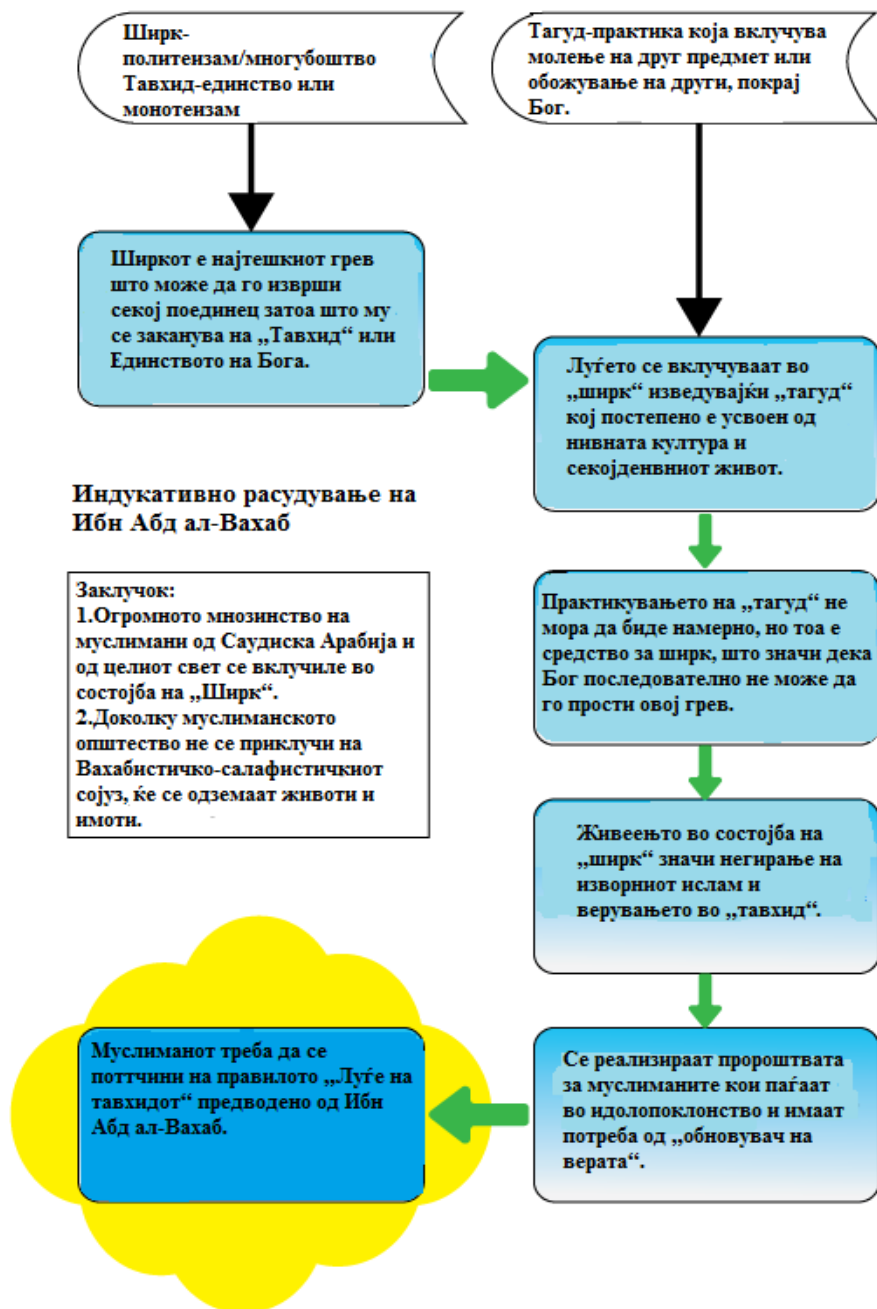 Ширк-
политеизам/многубоштво
Тавхид-единство или
монотеизам
Тагуд-практика која вклучува
молење на друг предмет или
обожување на други, покрај
Бог.
Ширкот е најтешкиот грев
што може да го изврши
секој поединец затоа што му
се заканува на „Тавхид“ или
Единството на Бога.
Луѓето се вклучуваат во
„ширк“ изведувајќи „тагуд“
кој постепено е усвоен од
нивната култура и
секојденвниот живот.
Индукативно расудување на
Ибн Абд ал-Вахаб
Заклучок:
1.Огромното мнозинство на
муслимани од Саудиска Арабија и
од целиот свет се вклучиле во
состојба на „Ширк“.
2.Доколку муслиманското
општество не се приклучи на
Вахабистичко-салафистичкиот
сојуз, ќе се одземаат животи и
имоти.
Практикувањето на „тагуд“ не
мора да биде намерно, но тоа е
средство за ширк, што значи дека
Бог последователно не може да
го прости овој грев.
Живеењто во состојба на
„ширк“ значи негирање на
изворниот ислам и
верувањето во „тавхид“.
Се реализираат пророштвата
за муслиманите кои паѓаат
во идолопоклонство и имаат
потреба од „обновувач на
верата“.
Муслиманот треба да се
поттчини на правилото „Луѓе на
тавхидот“ предводено од Ибн
Абд ал-Вахаб.